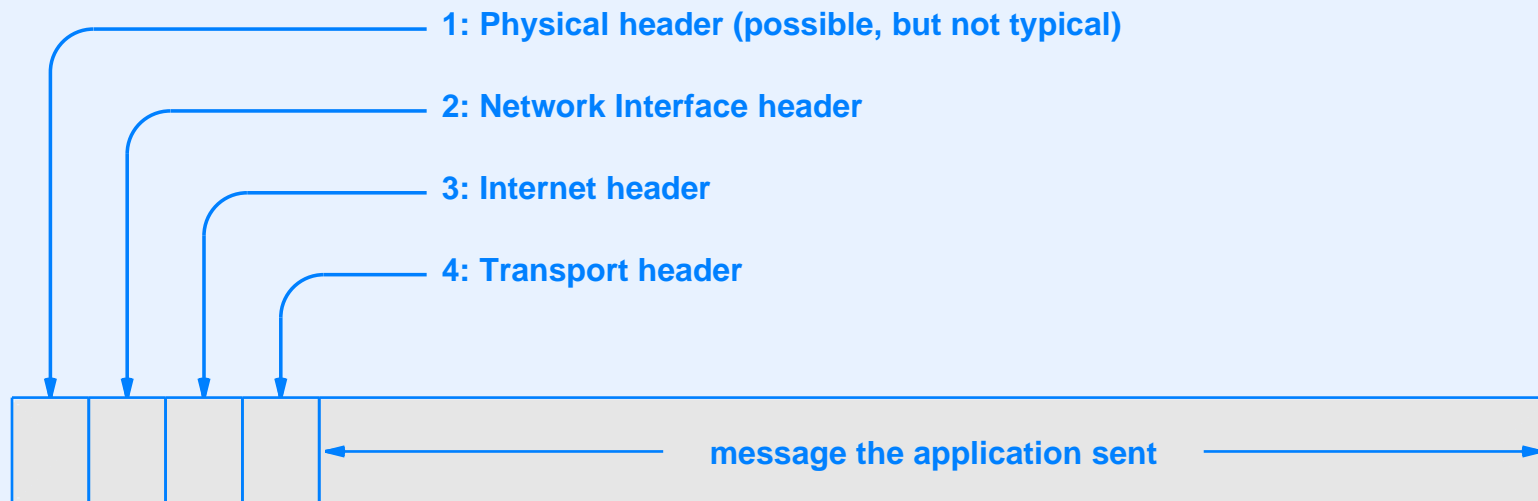 1: Physical header (possible, but not typical)
2: Network Interface header
3: Internet header
4: Transport header
message the application sent